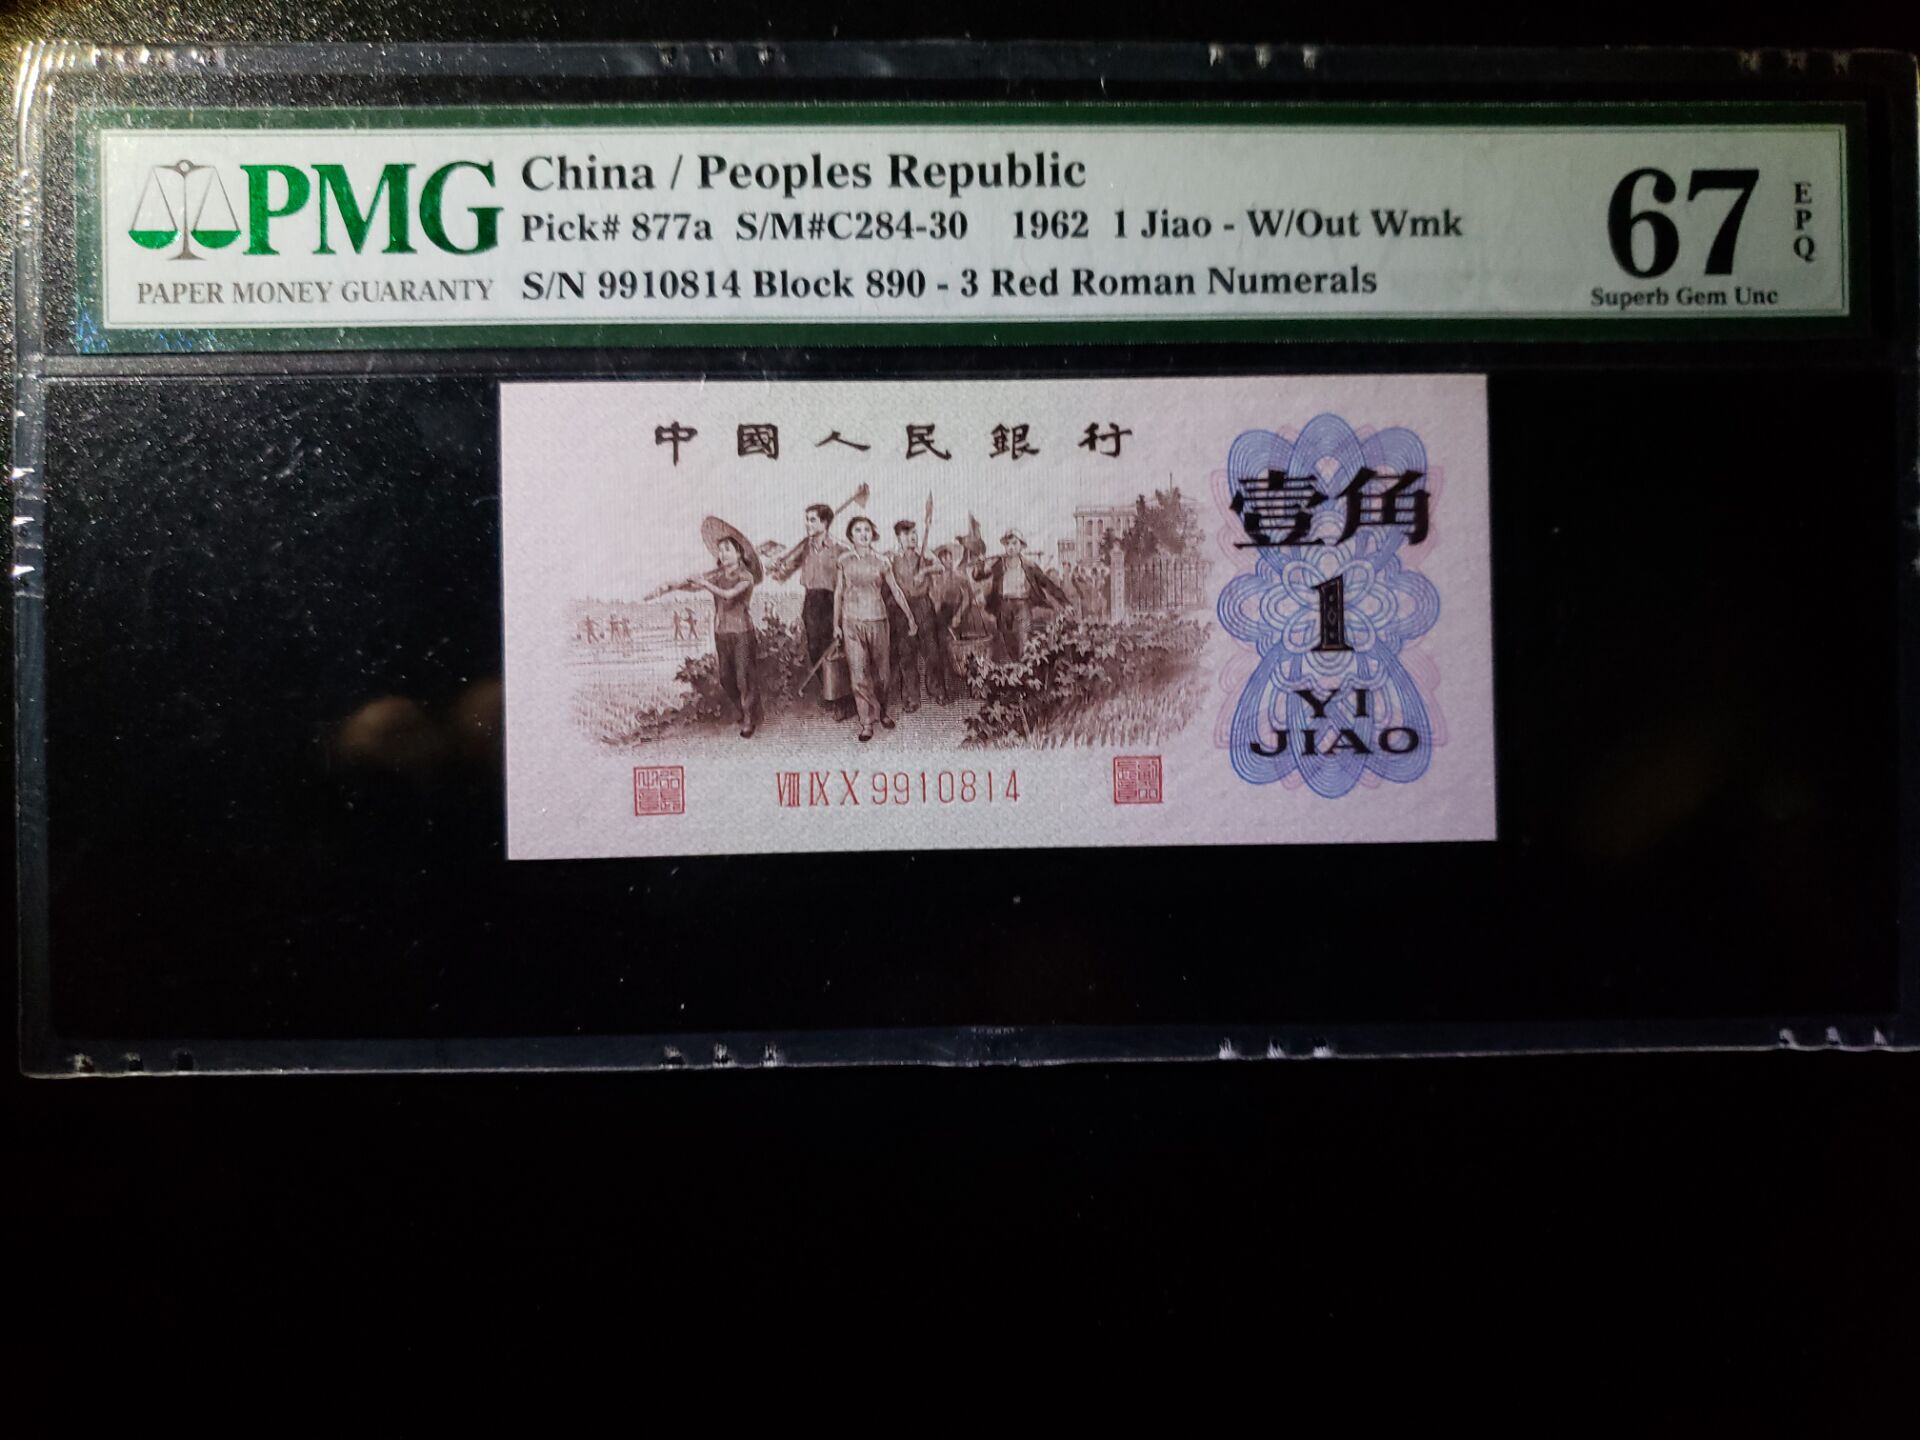 PMG
PAPER MONEY GUARANTY
China / Peoples Republic
Pick# 877a S/M#C284-30 1962 1 Jiao - W/Out Wmk
S/N 9910814 Block 890 - 3 Red Roman Numerals
67
EPQ
Superb Gem Unc
中國人民銀行
壹角
1
YI
JIAO
VIII IX X 9910814